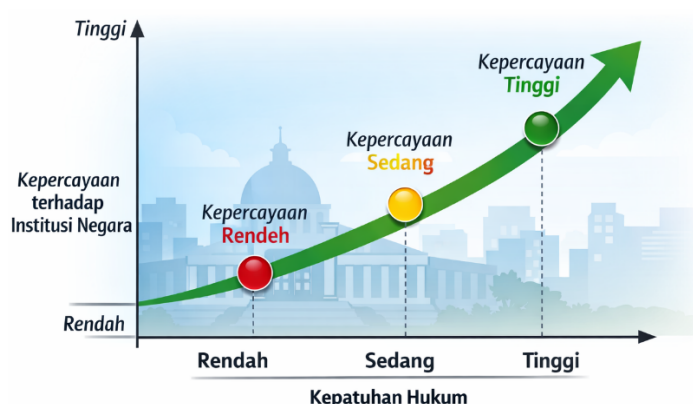 Tinggi
Kepercayaan
Tinggi
Kepercayaan
Sedang
Kepercayaan
terhadap
Institusi Negara
Kepercayaan
Rendeh
Rendah
Rendah
Sedang
Tinggi
Kepatuhan Hukum